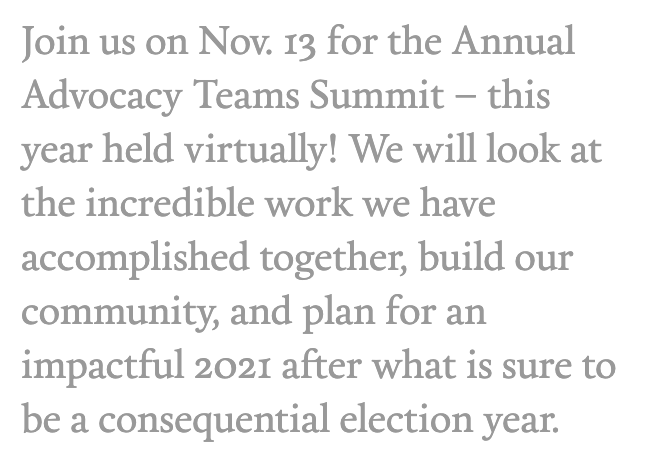 Join us on Nov. 13 for the Annual
Advocacy Teams Summit – this
year held virtually! We will look at
the incredible work we have
accomplished together, build our
community, and plan for an
impactful 2021 after what is sure to
be a consequential election year.